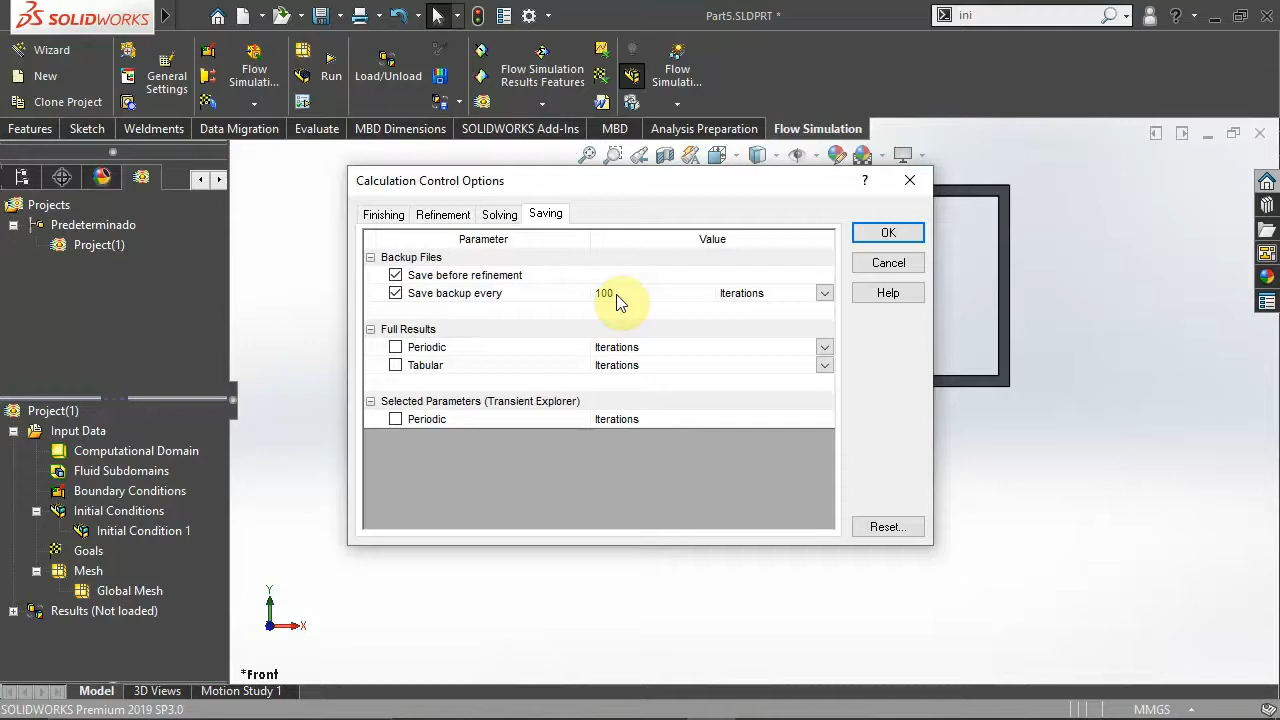 SOLIDWORKS
Part5.SLDPRT *
ini
Wizard
New
Clone Project
General
Settings
Flow
Simulati...
Run
Load/Unload
Flow Simulation
Results Features
Flow
Simulati...
Features
Sketch
Weldments
Data Migration
Evaluate
MBD Dimensions
SOLIDWORKS Add-Ins
MBD
Analysis Preparation
Flow Simulation
Projects
Predeterminado
Project(1)
Project(1)
Input Data
Computational Domain
Fluid Subdomains
Boundary Conditions
Initial Conditions
Initial Condition 1
Goals
Mesh
Global Mesh
Results (Not loaded)
Calculation Control Options
?
Finishing
Refinement
Solving
Saving
Parameter
Value
Backup Files
Save before refinement
Save backup every
100
Iterations
Full Results
Periodic
Iterations
Tabular
Iterations
Selected Parameters (Transient Explorer)
Periodic
Iterations
OK
Cancel
Help
Reset...
Y
X
*Front
Model
3D Views
Motion Study 1
SOLIDWORKS Premium 2019 SP3.0
MMGS